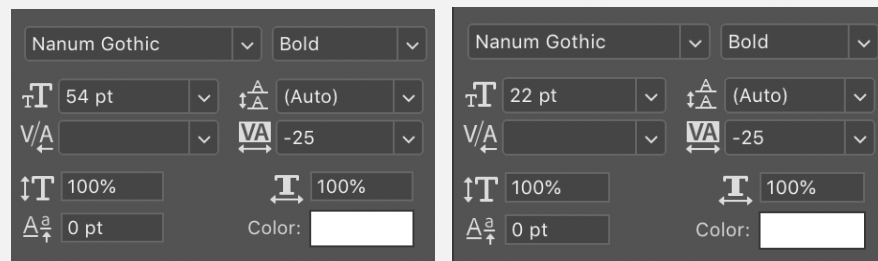 Nanum Gothic Bold
54 pt (Auto)
-25
100% 100%
0 pt Color:
Nanum Gothic Bold
22 pt (Auto)
-25
100% 100%
0 pt Color: